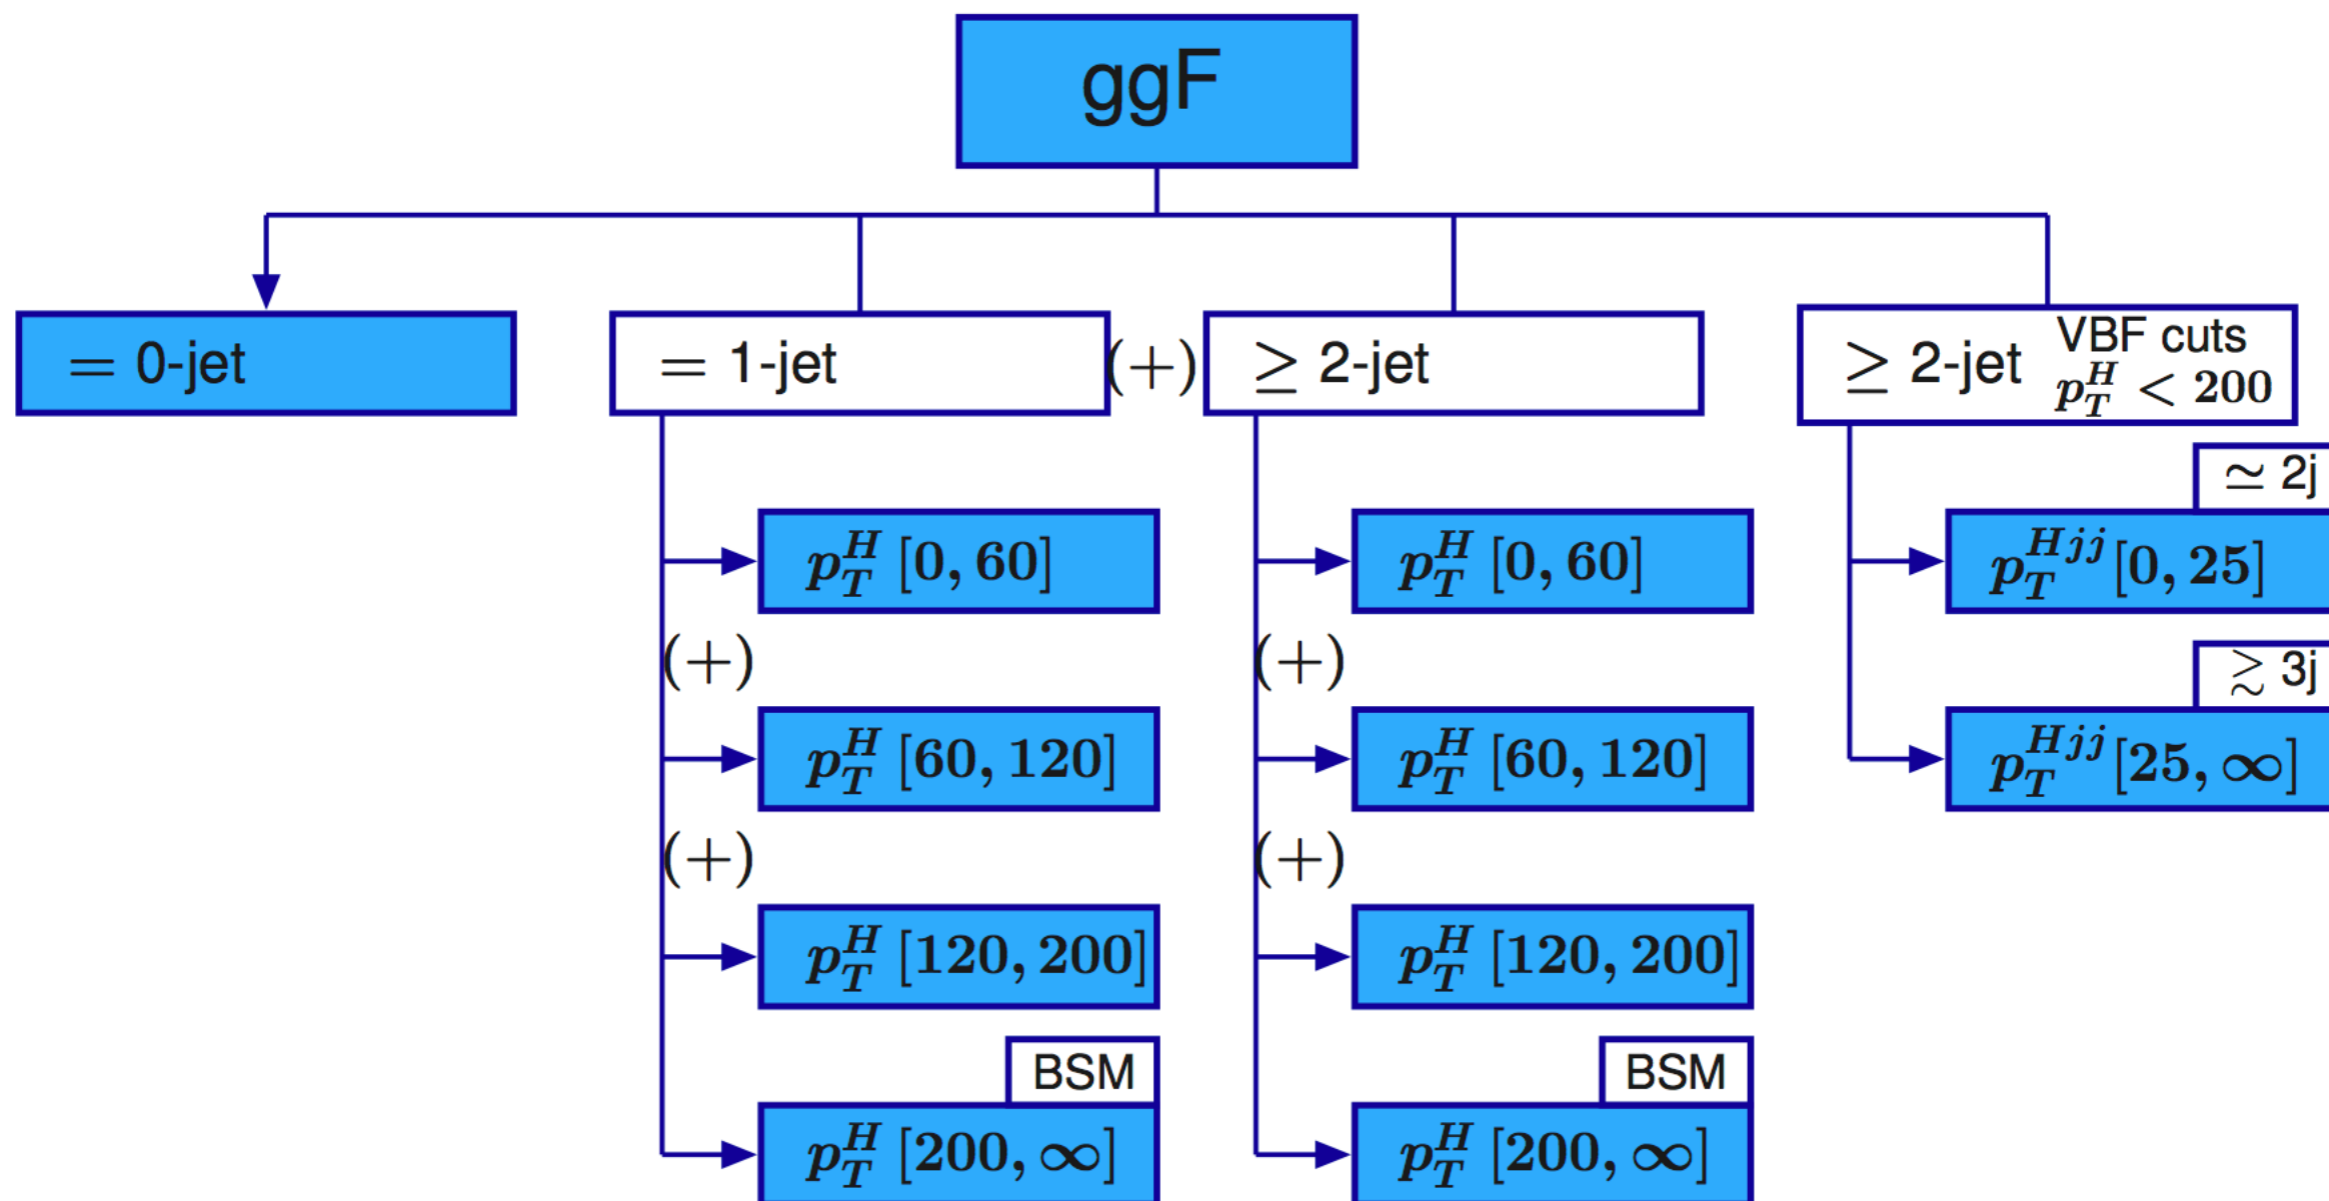 ggF
= 0-jet
= 1-jet
(+)
≥ 2-jet
≥ 2-jet VBF cuts
p_T^H < 200
p_T^H [0, 60]
(+)
p_T^H [60, 120]
(+)
p_T^H [120, 200]
BSM
p_T^H [200, ∞]
p_T^H [0, 60]
(+)
p_T^H [60, 120]
(+)
p_T^H [120, 200]
BSM
p_T^H [200, ∞]
≃ 2j
p_T^{Hjj} [0, 25]
≳ 3j
p_T^{Hjj} [25, ∞]